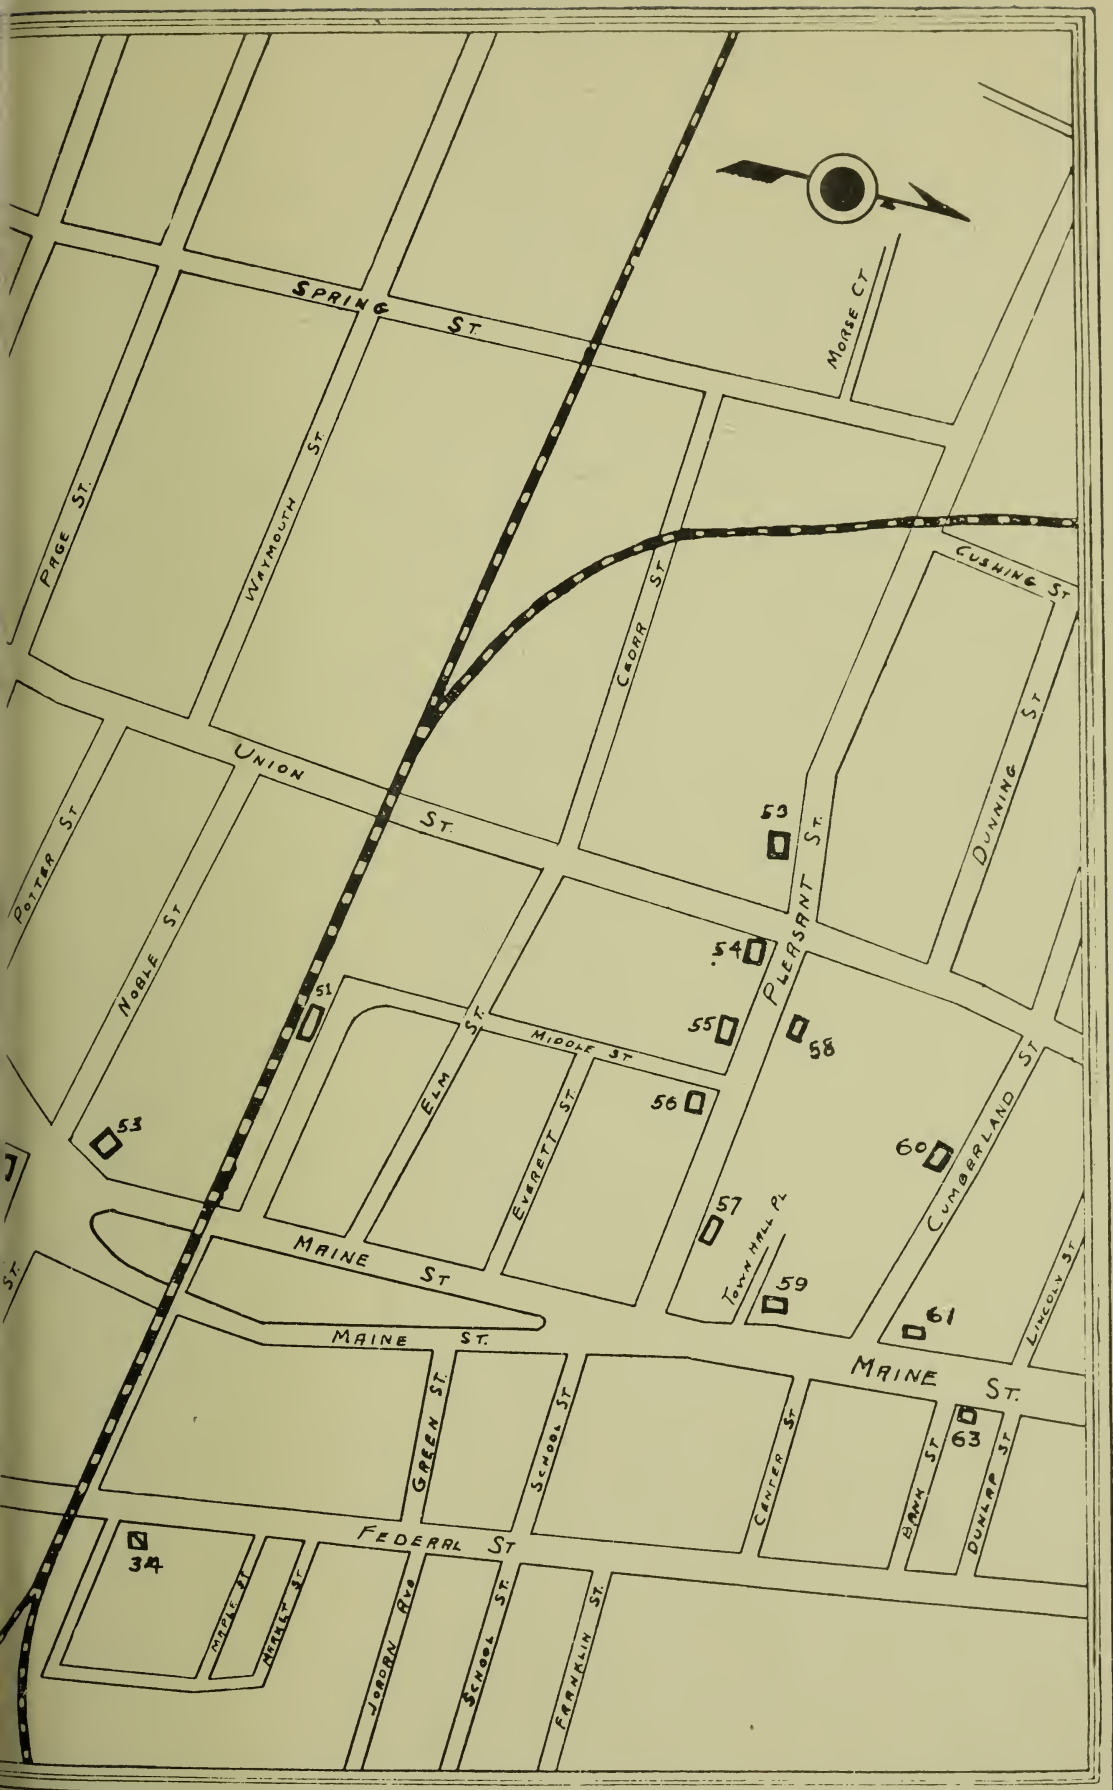 SPRING ST.
MORSE CT
PAGE ST.
WAYMOUTH ST.
CEDAR ST
CUSHING ST
UNION ST.
DUNNING ST
POTTER ST
NOBLE ST
53
PLEASANT ST.
54
51
55
58
MIDDLE ST
ELM ST.
EVERETT ST.
56
CUMBERLAND ST
53
60
57
TOWN HALL PL
59
61
LINCOLN ST
ST.
MAINE ST
MAINE ST.
MAINE ST.
GREEN ST.
SCHOOL ST
CENTER ST
BANK ST
63
DUNLAP ST
FEDERAL ST
34
MAPLE ST
MARKET ST
JORDAN AVE
SCHOOL ST.
FRANKLIN ST.